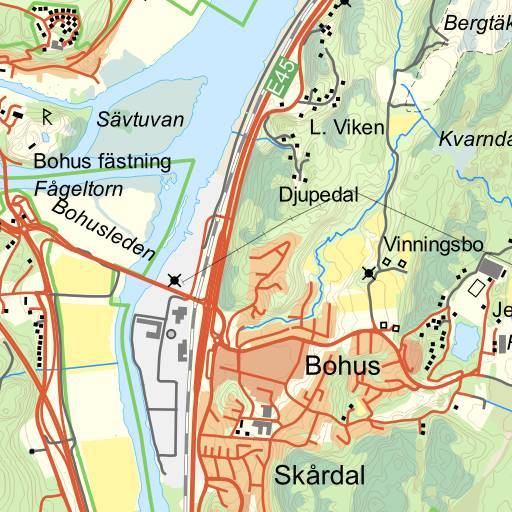 Bergtäk
E45
Sävtuvan
R
L. Viken
Kvarnda
Bohus fästning
Fågeltorn
Djupedal
Bohusleden
Vinningsbo
Je
Bohus
Skårdal